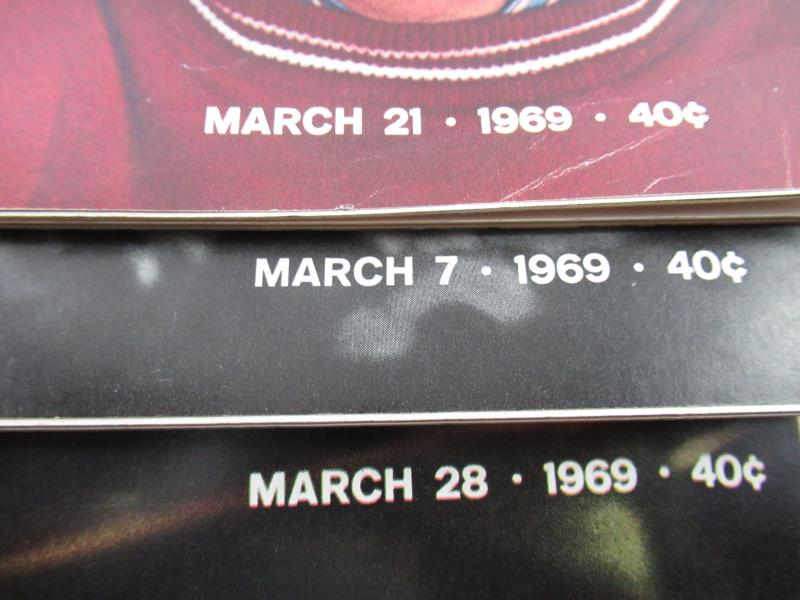 MARCH 21 • 1969 • 40¢
MARCH 7 • 1969 • 40¢
MARCH 28 • 1969 • 40¢